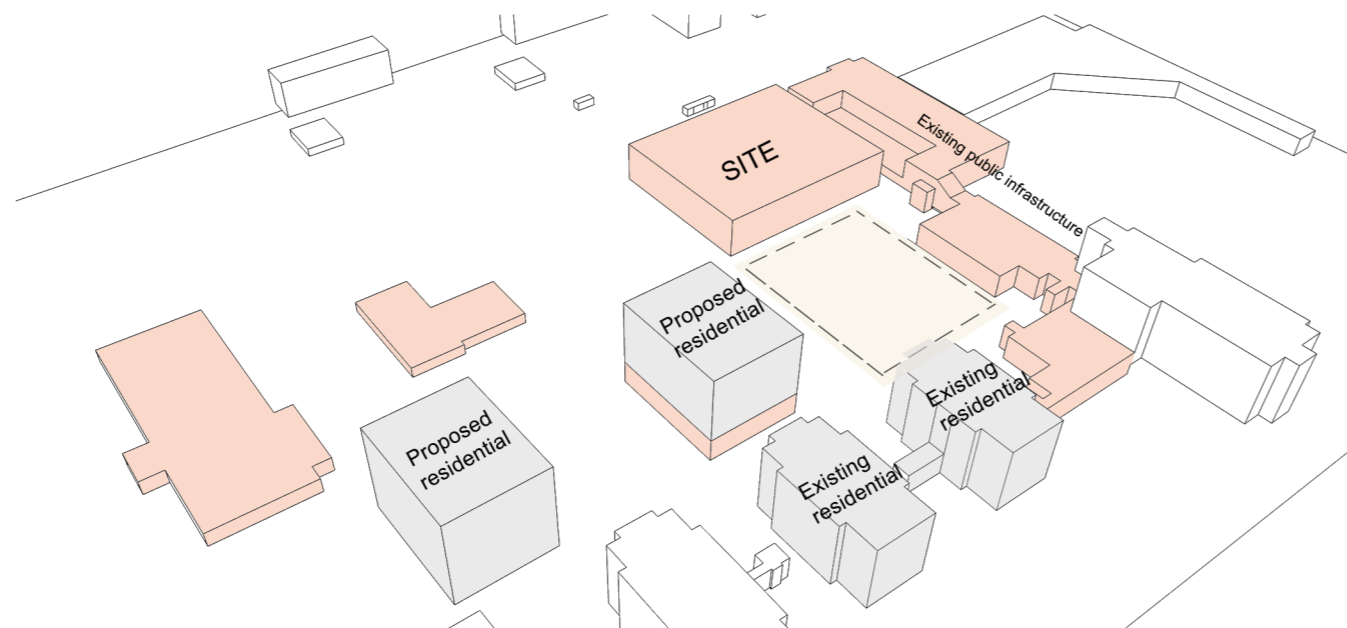 SITE
Existing public infrastructure
Proposed
residential
Existing
residential
Proposed
residential
Existing
residential